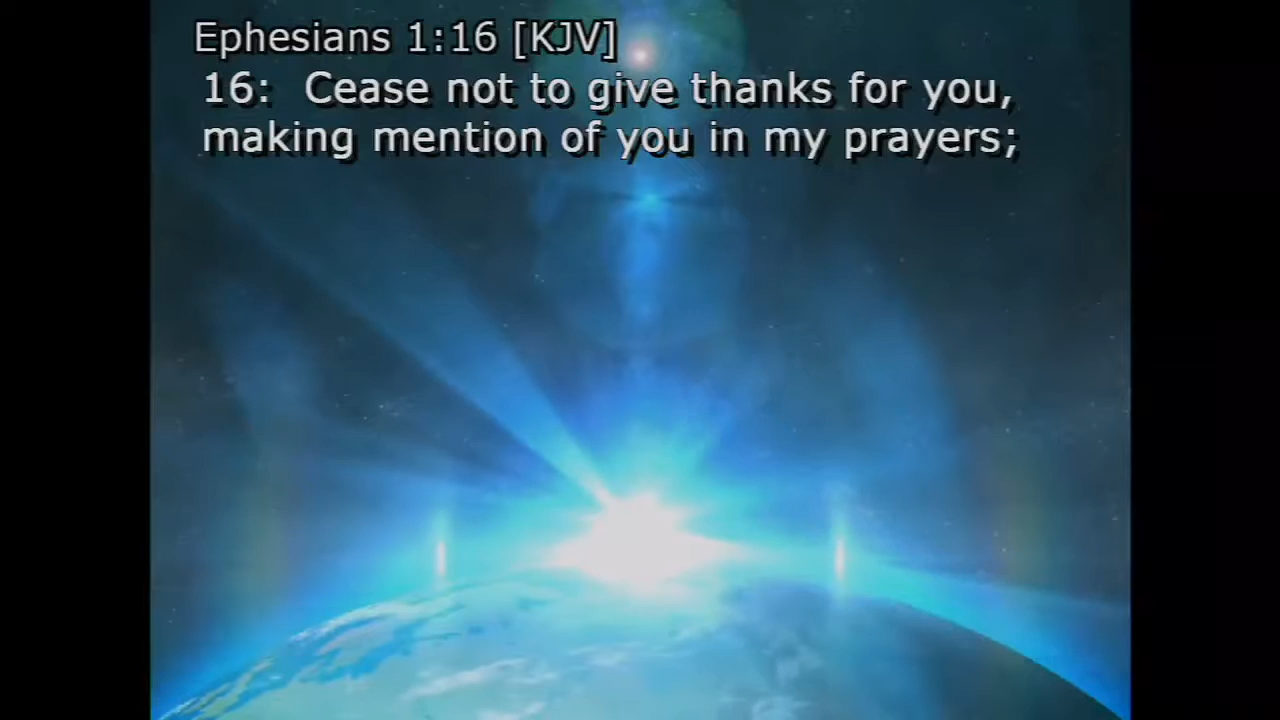 Ephesians 1:16 [KJV]
16: Cease not to give thanks for you,
making mention of you in my prayers;